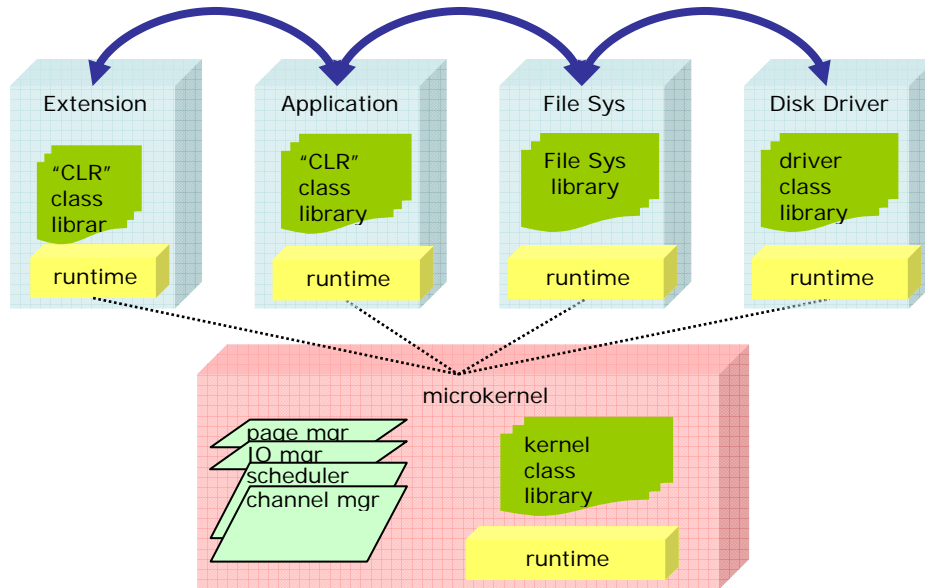 Extension
Application
File Sys
Disk Driver
“CLR”
class
librar
“CLR”
class
library
File Sys
library
driver
class
library
runtime
runtime
runtime
runtime
microkernel
page mgr
IO mgr
scheduler
channel mgr
kernel
class
library
runtime